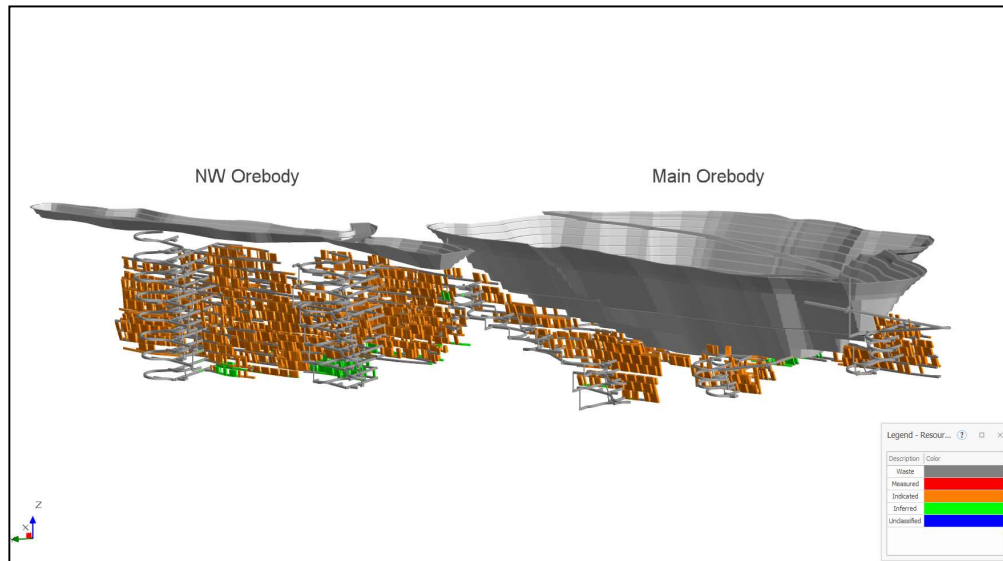 NW Orebody
Main Orebody
Legend - Resour... ?
Description Color
Waste
Measured
Indicated
Inferred
Unclassified
Z
X